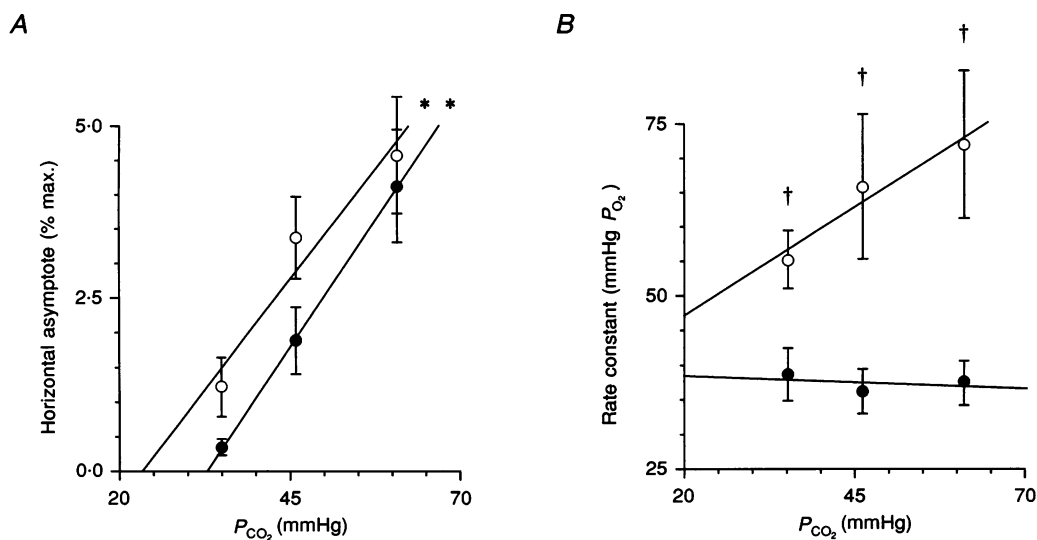 A
Horizontal asymptote (% max.)
5·0
2·5
0·0
20
45
70
PCO2 (mmHg)
* *
B
Rate constant (mmHg PO2)
75
50
25
20
45
70
PCO2 (mmHg)
†
†
†